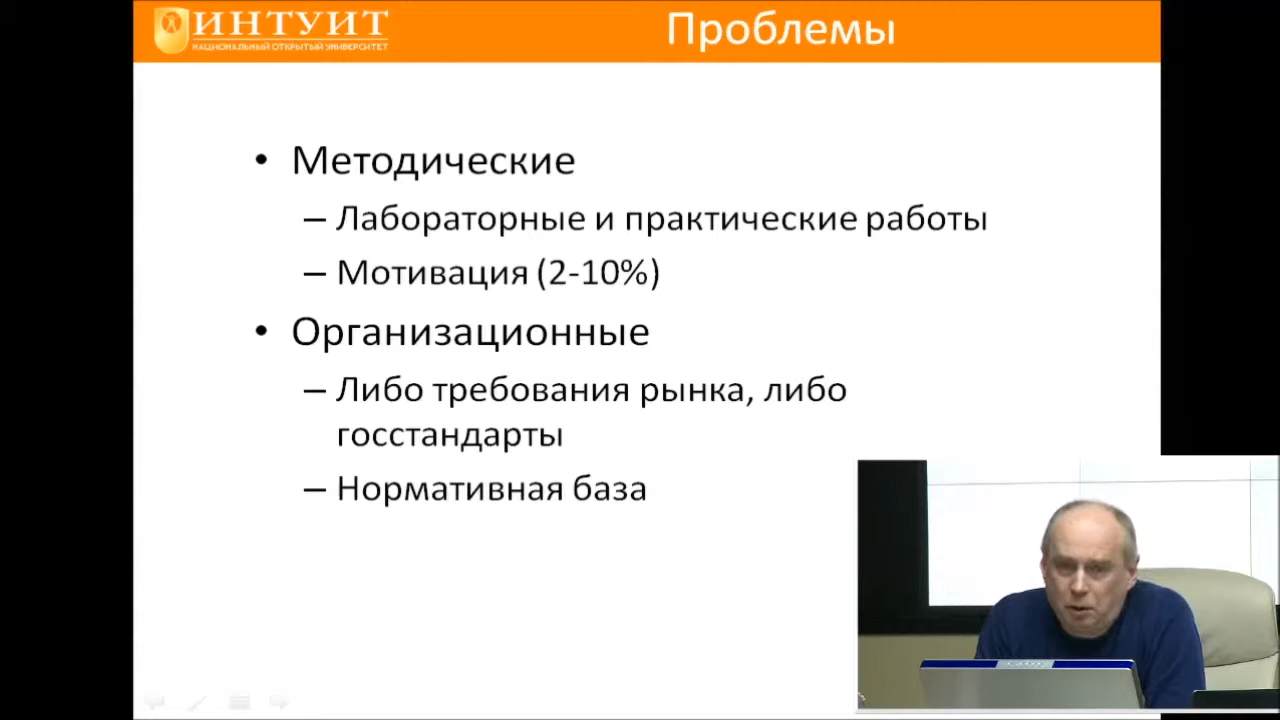 ИНТУИТ
НАЦИОНАЛЬНЫЙ ОТКРЫТЫЙ УНИВЕРСИТЕТ
Проблемы
• Методические
– Лабораторные и практические работы
– Мотивация (2-10%)
• Организационные
– Либо требования рынка, либо
госстандарты
– Нормативная база